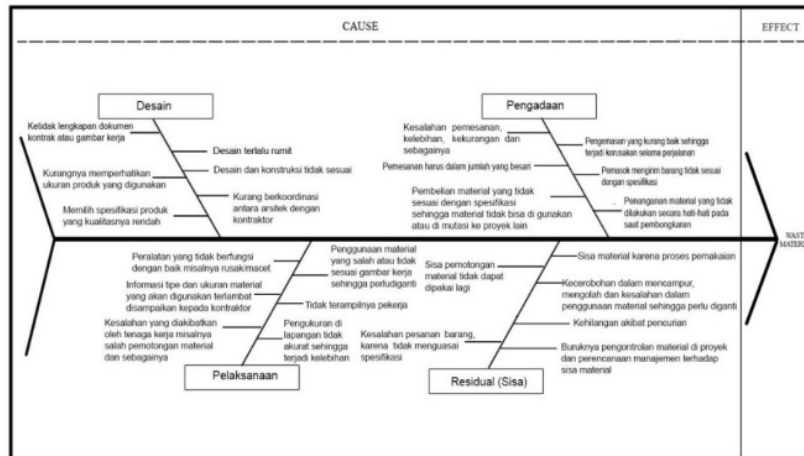 CAUSE
EFFECT
Desain
Ketidak lengkapan dokumen
kontrak atau gambar kerja
Kurangnya memperhatikan
ukuran produk yang digunakan
Memilih spesifikasi produk
yang kualitasnya rendah
Desain terlalu rumit
Desain dan konstruksi tidak sesuai
Kurang berkoordinasi
antara arsitek dengan
kontraktor
Pengadaan
Kesalahan pemesanan,
kelebihan, kekurangan dan
sebagainya
Pemesanan harus dalam jumlah yang besari
Pembelian material yang tidak
sesuai dengan spesifikasi
sehingga material tidak bisa di gunakan
atau di mutasi ke proyek lain
Pengemasan yang kurang baik sehingga
terjadi kerusakan selama perjalanan
Pemasok mengirim barang tidak sesuai
dengan spesifikasi
Penanganan material yang tidak
dilakukan secara hati-hati pada
saat pembongkaran
Peralatan yang tidak berfungsi
dengan baik misalnya rusak/macet
Informasi tipe dan ukuran material
yang akan digunakan terlambat
disampaikan kepada kontraktor
Kesalahan yang diakibatkan
oleh tenaga kerja misalnya
salah pemotongan material
dan sebagainya
Penggunaan material
yang salah atau tidak
sesuai gambar kerja
sehingga perludiganti
Tidak terampilnya pekerja
Pengukuran di
lapangan tidak
akurat sehingga
terjadi kelebihan
Pelaksanaan
Sisa pemotongan
material tidak dapat
dipakai lagi
Kesalahan pesanan barang,
karena tidak menguasai
spesifikasi
Sisa material karena proses pemakaian
Kecerobohan dalam mencampur,
mengolah dan kesalahan dalam
penggunaan material sehingga perlu diganti
Kehilangan akibat pencurian
Buruknya pengontrolan material di proyek
dan perencanaan manajemen terhadap
sisa material
Residual (Sisa)